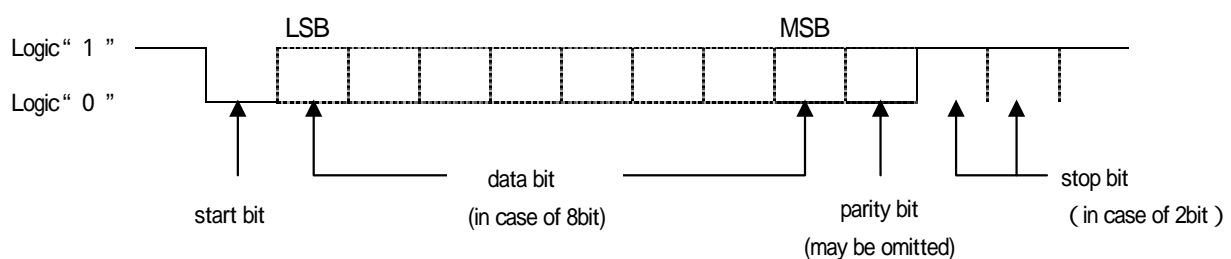 LSB MSB
Logic“ 1 ”
Logic“ 0 ”
data bit stop bit
start bit (in case of 8bit) parity bit (in case of 2bit)
(may be omitted)